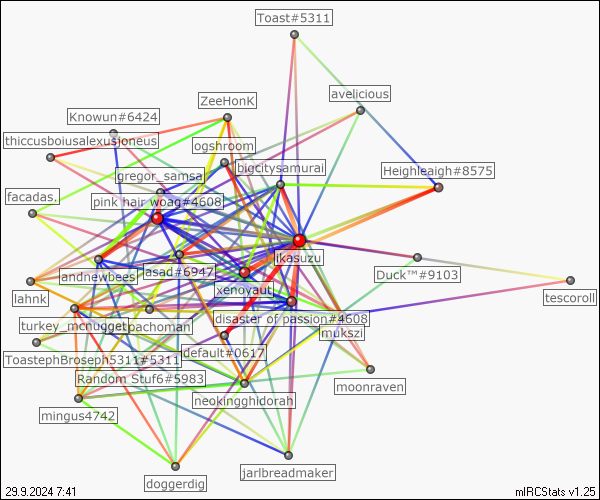 Toast#5311
avelicious
ZeeHonK
Knowun#6424
thiccusboiusalexusjoneus
ogshroom
bigcitysamurai
gregor_samsa
Heighleaigh#8575
facadas.
pink hair woag#4608
ikasuzu
andnewbees
jasad#6947
Duck™#9103
xenoyaut
tescoroll
lahnk
disaster of passion#4608
turkey_mcnugget
pachoman
mukszi
ToastephBroseph5311#5311
default#0617
Random Stuf6#5983
moonraven
neokingghidorah
mingus4742
jarlbreadmaker
doggerdig
29.9.2024 7:41
mIRCStats v1.25